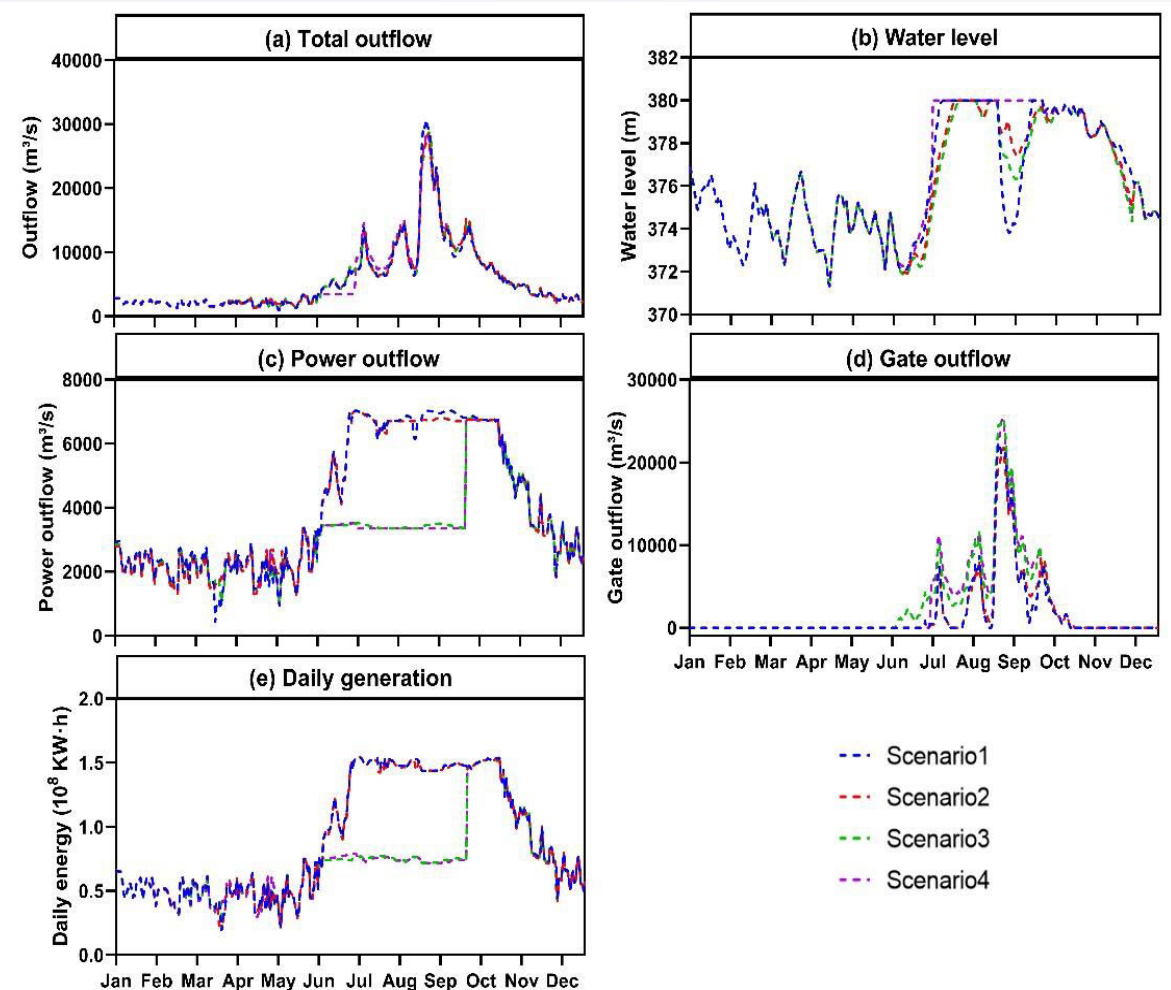 (a) Total outflow
40000
30000
20000
10000
0
Outflow (m³/s)
(b) Water level
382
380
378
376
374
372
370
Water level (m)
(c) Power outflow
8000
6000
4000
2000
0
Power outflow (m³/s)
(d) Gate outflow
30000
20000
10000
0
Gate outflow (m³/s)
Jan Feb Mar Apr May Jun Jul Aug Sep Oct Nov Dec
(e) Daily generation
2.0
1.5
1.0
0.5
0.0
Daily energy (10⁸ KW·h)
Jan Feb Mar Apr May Jun Jul Aug Sep Oct Nov Dec
Scenario1
Scenario2
Scenario3
Scenario4